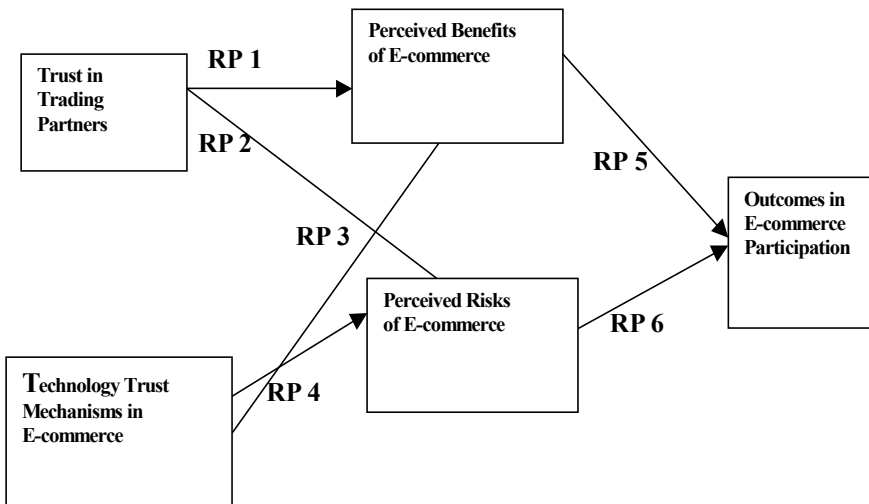 Perceived Benefits
of E-commerce
RP 1
Trust in
Trading
Partners
RP 2
RP 5
Outcomes in
E-commerce
Participation
RP 3
Perceived Risks
of E-commerce
RP 6
Technology Trust
Mechanisms in
E-commerce
RP 4